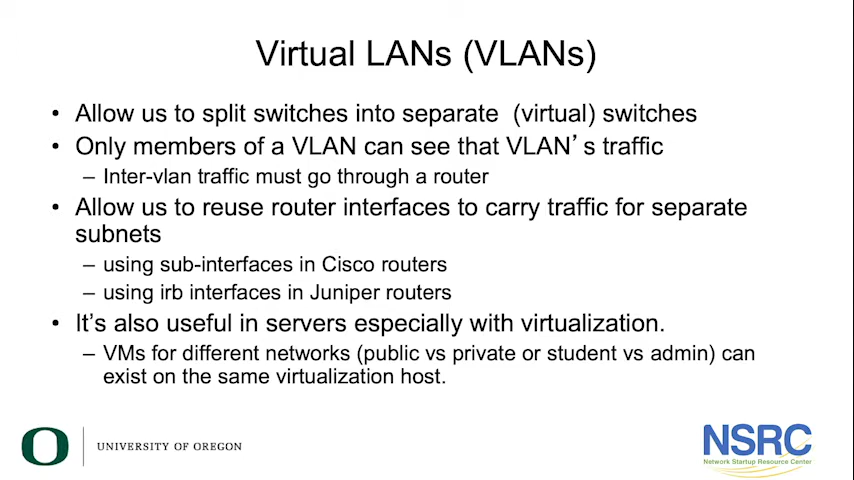 Virtual LANs (VLANs)
• Allow us to split switches into separate  (virtual) switches
• Only members of a VLAN can see that VLAN’s traffic
– Inter-vlan traffic must go through a router
• Allow us to reuse router interfaces to carry traffic for separate
subnets
– using sub-interfaces in Cisco routers
– using irb interfaces in Juniper routers
• It’s also useful in servers especially with virtualization.
– VMs for different networks (public vs private or student vs admin) can
exist on the same virtualization host.
O
UNIVERSITY OF OREGON
NSRC
Network Startup Resource Center